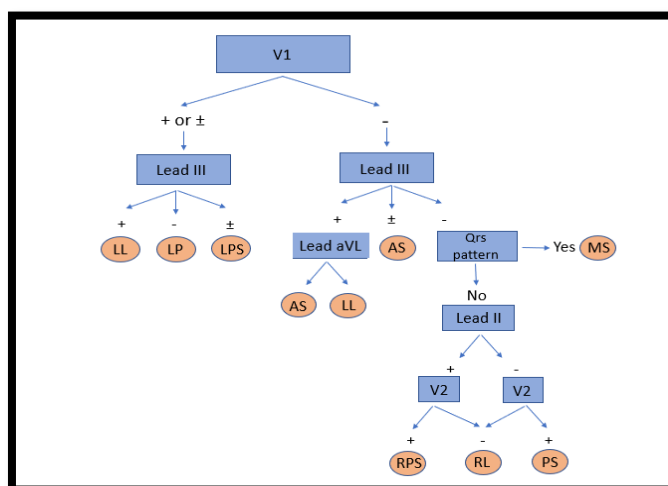 V1
+ or ±
-
Lead III
Lead III
+ - ±
+ ± -
LL LP LPS
Lead aVL
AS
Qrs
pattern
Yes MS
AS LL
No
Lead II
+ -
V2 V2
+ - +
RPS RL PS